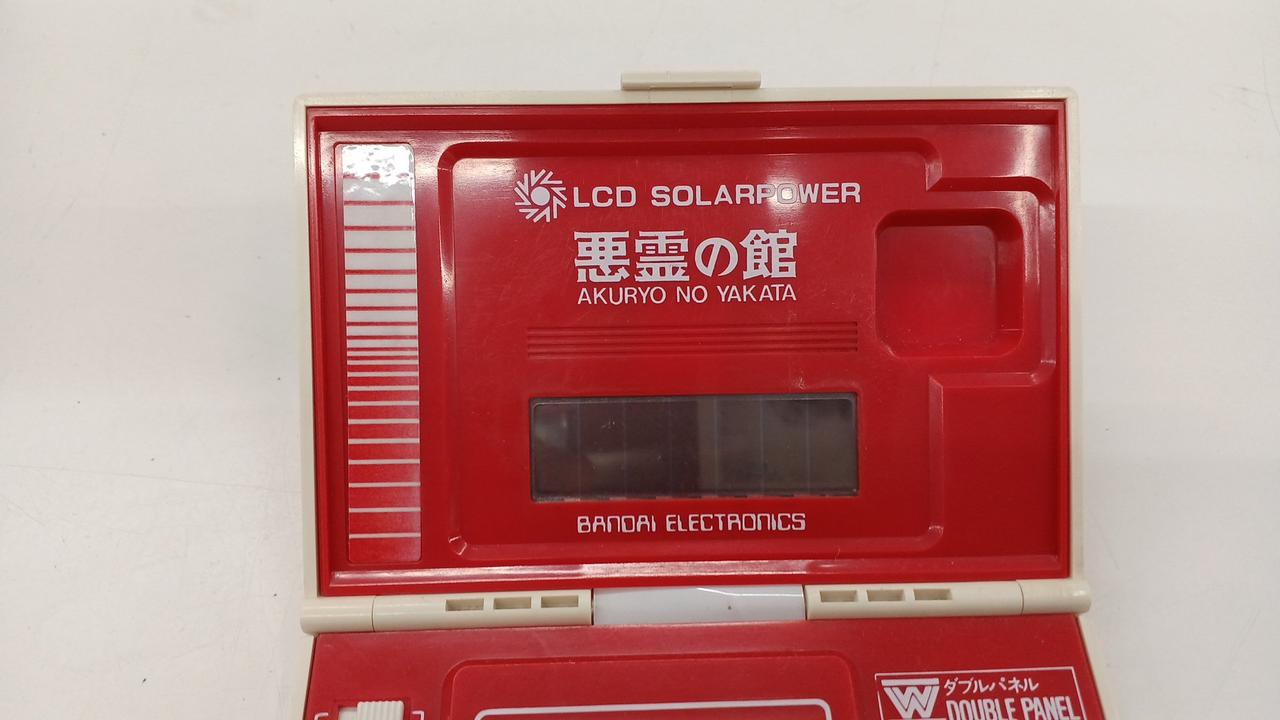 LCD SOLARPOWER
悪霊の館
AKURYO NO YAKATA
BANDAI ELECTRONICS
W ダブルパネル
DOUBLE PANEL